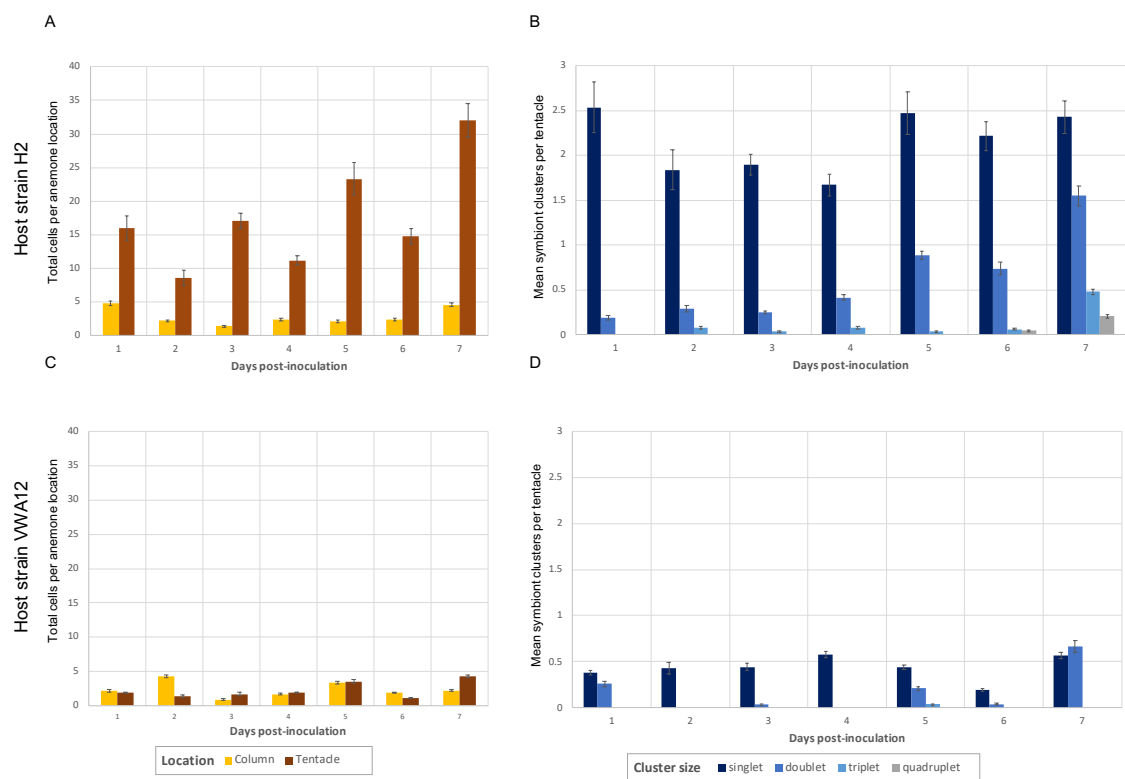 A
B
Host strain H2
Total cells per anemone location
40
35
30
25
20
15
10
5
0
1 2 3 4 5 6 7
Days post-inoculation
Mean symbiont clusters per tentacle
3
2.5
2
1.5
1
0.5
0
1 2 3 4 5 6 7
Days post-inoculation
C
D
Host strain VWA12
Total cells per anemone location
40
35
30
25
20
15
10
5
0
1 2 3 4 5 6 7
Days post-inoculation
Location Column Tentacle
Mean symbiont clusters per tentacle
3
2.5
2
1.5
1
0.5
0
1 2 3 4 5 6 7
Days post-inoculation
Cluster size singlet doublet triplet quadruplet